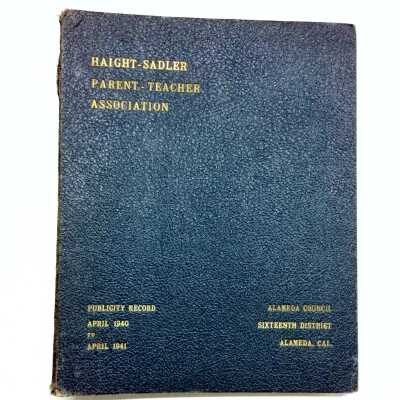 HAIGHT-SADLER
PARENT-TEACHER
ASSOCIATION
PUBLICITY RECORD
APRIL 1940
TO
APRIL 1941
ALAMEDA COUNCIL
SIXTEENTH DISTRICT
ALAMEDA, CAL.